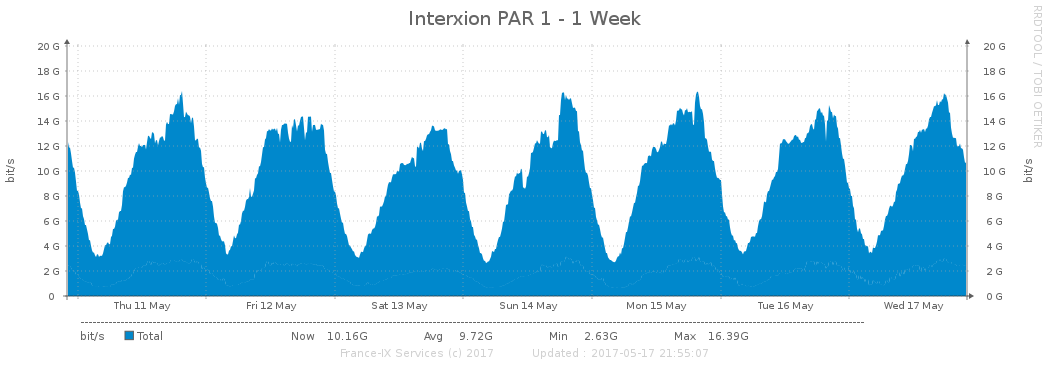 Interxion PAR 1 - 1 Week
RRDTOOL / TOBI OETIKER
20 G 20 G
18 G 18 G
16 G 16 G
14 G 14 G
12 G 12 G
10 G 10 G
8 G 8 G
6 G 6 G
4 G 4 G
2 G 2 G
0 0 G
bit/s bit/s
Thu 11 May Fri 12 May Sat 13 May Sun 14 May Mon 15 May Tue 16 May Wed 17 May
bit/s Total Now 10.16G Avg 9.72G Min 2.63G Max 16.39G
France-IX Services (c) 2017 Updated : 2017-05-17 21:55:07